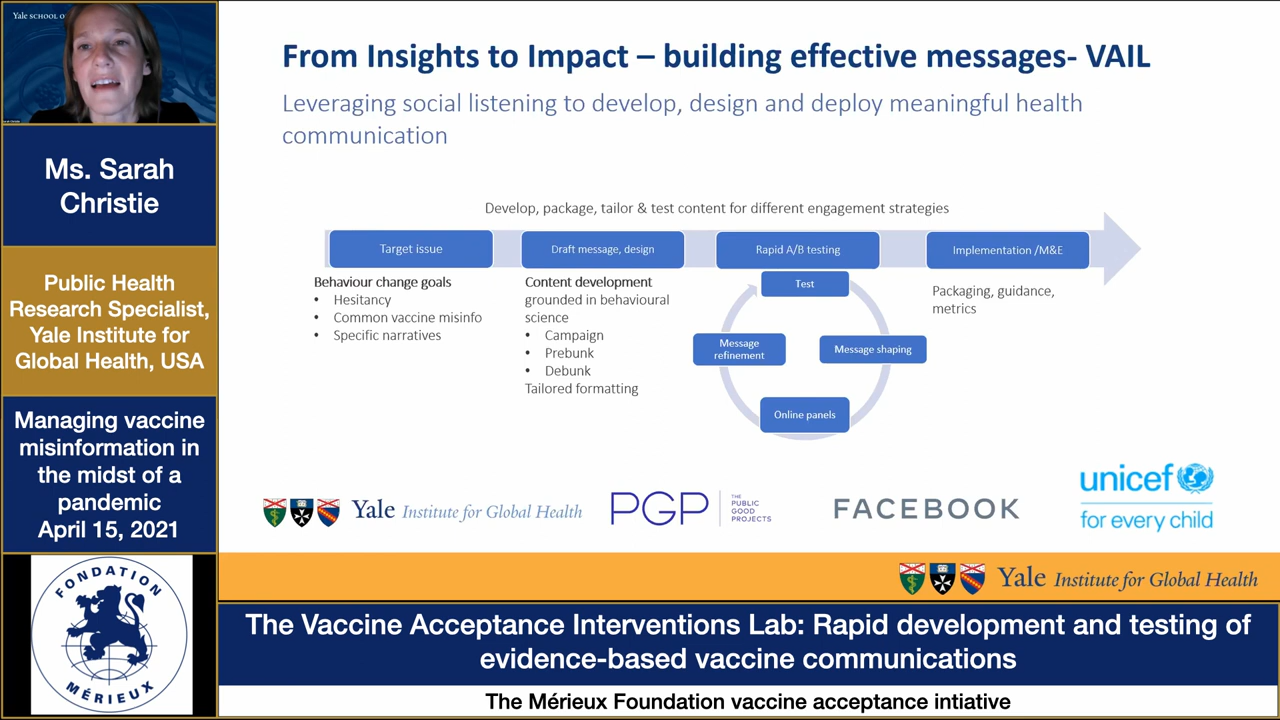 Yale SCHOOL O
Ms. Sarah
Christie
Public Health
Research Specialist,
Yale Institute for
Global Health, USA
Managing vaccine
misinformation in
the midst of a
pandemic
April 15, 2021
FONDATION
MÉRIEUX
From Insights to Impact – building effective messages- VAIL
Leveraging social listening to develop, design and deploy meaningful health
communication
Develop, package, tailor & test content for different engagement strategies
Target issue
Draft message, design
Rapid A/B testing
Implementation /M&E
Behaviour change goals
• Hesitancy
• Common vaccine misinfo
• Specific narratives
Content development
grounded in behavioural
science
• Campaign
• Prebunk
• Debunk
Tailored formatting
Test
Message shaping
Online panels
Message
refinement
Packaging, guidance,
metrics
Yale Institute for Global Health
PGP THE
PUBLIC
GOOD
PROJECTS
FACEBOOK
unicef
for every child
Yale Institute for Global Health
The Vaccine Acceptance Interventions Lab: Rapid development and testing of
evidence-based vaccine communications
The Mérieux Foundation vaccine acceptance intiative